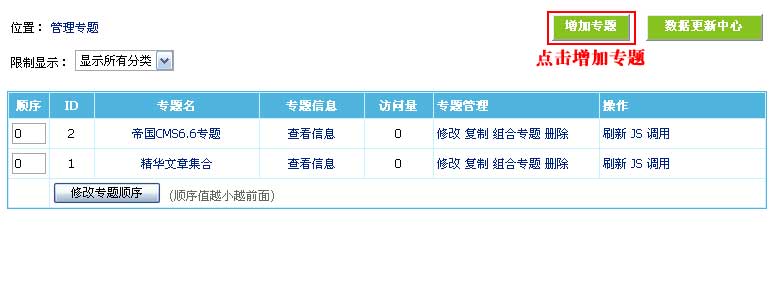 位置： 管理专题
增加专题 数据更新中心
限制显示： 显示所有分类
点击增加专题
顺序 ID 专题名 专题信息 访问量 专题管理 操作
0 2 帝国CMS6.6专题 查看信息 0 修改 复制 组合专题 删除 刷新 JS 调用
0 1 精华文章集合 查看信息 0 修改 复制 组合专题 删除 刷新 JS 调用
修改专题顺序 (顺序值越小越前面)